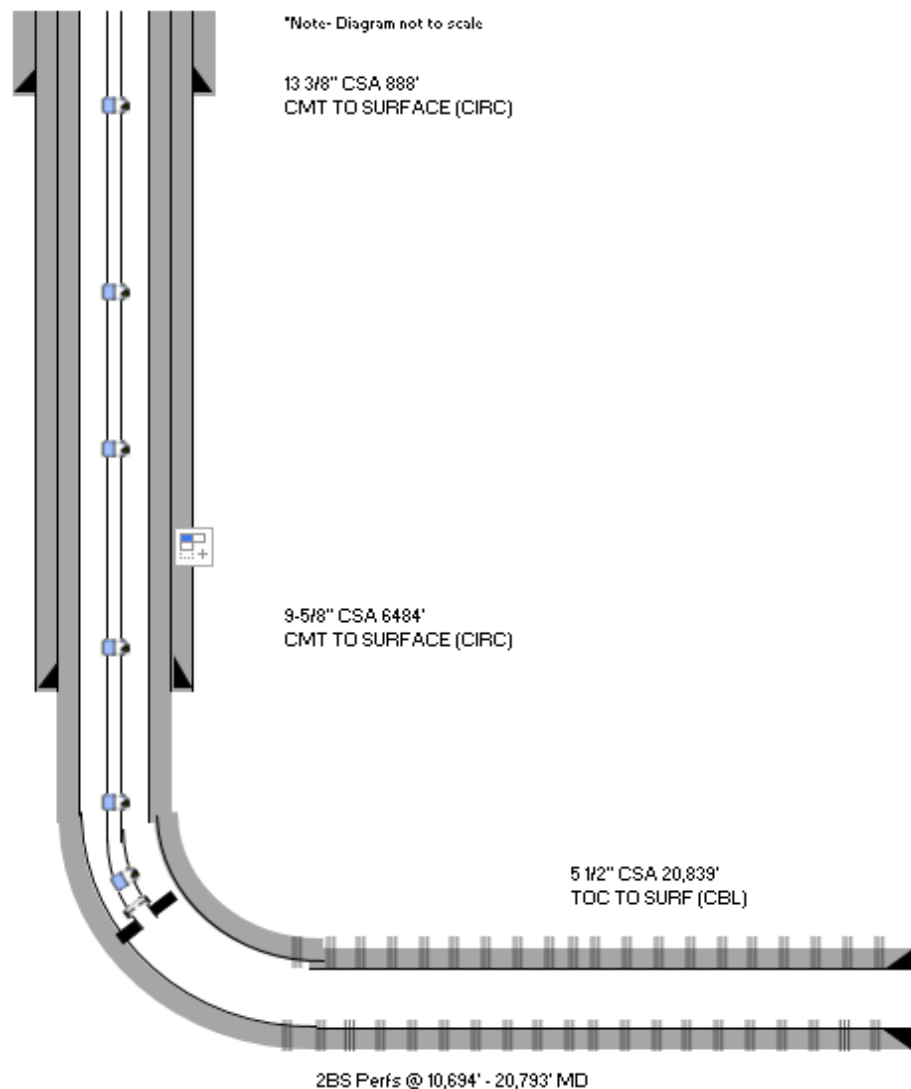 *Note- Diagram not to scale
13 3/8" CSA 888'
CMT TO SURFACE (CIRC)
9-5/8" CSA 6484'
CMT TO SURFACE (CIRC)
5 1/2" CSA 20,839'
TOC TO SURF (CBL)
2BS Perfs @ 10,694' - 20,793' MD